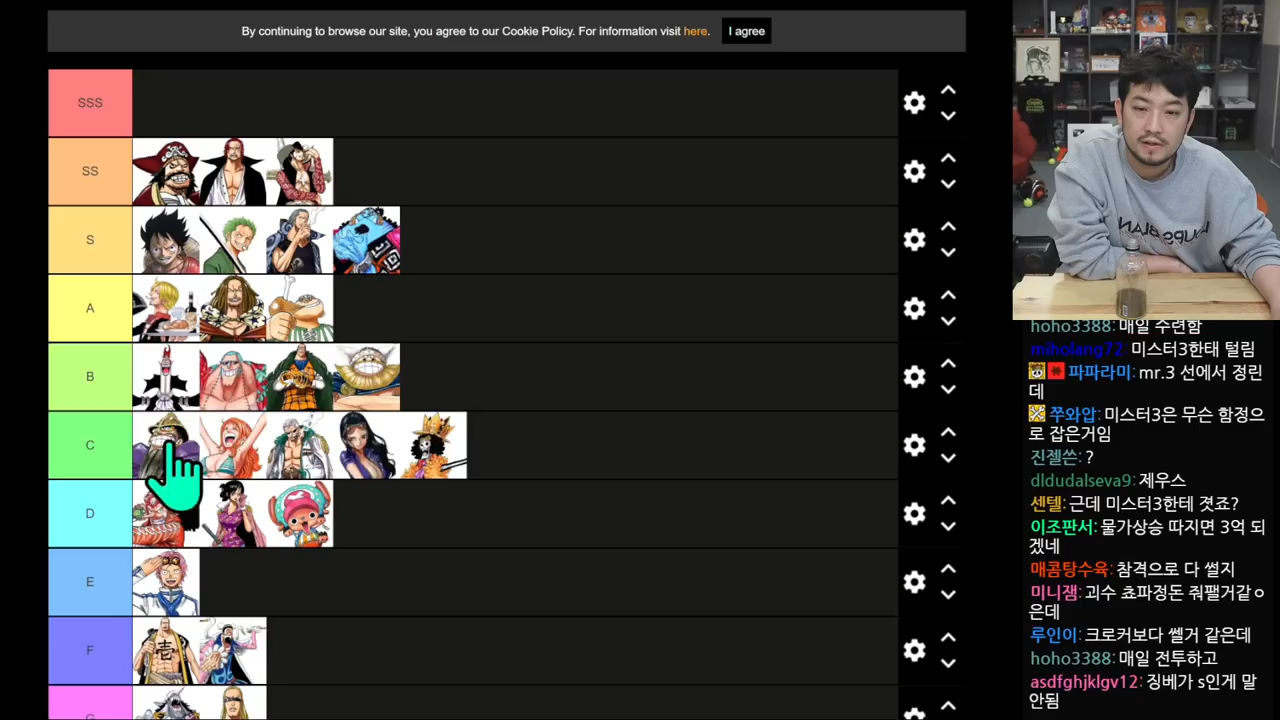 By continuing to browse our site, you agree to our Cookie Policy. For information visit here. I agree
SSS
SS
S
A
B
C
D
E
F
G
壱
hoho3388: 매일 수련함
miholang72: 미스터3한태 털림
파파라미: mr.3 선에서 정린
데
쭈와압: 미스터3은 무슨 함정으
로 잡은거임
진젤쓴: ?
dldudalseva9: 제우스
센텔: 근데 미스터3한테 젓죠?
이조판서: 물가상승 따지면 3억 되
겠네
매콤탕수육: 참격으로 다 썰지
미니잼: 괴수 쵸파정돈 줘팰거같ㅇ
은데
루인이: 크로커보다 쎌거 같은데
hoho3388: 매일 전투하고
asdfghjklgv12: 징베가 s인게 말
안됨